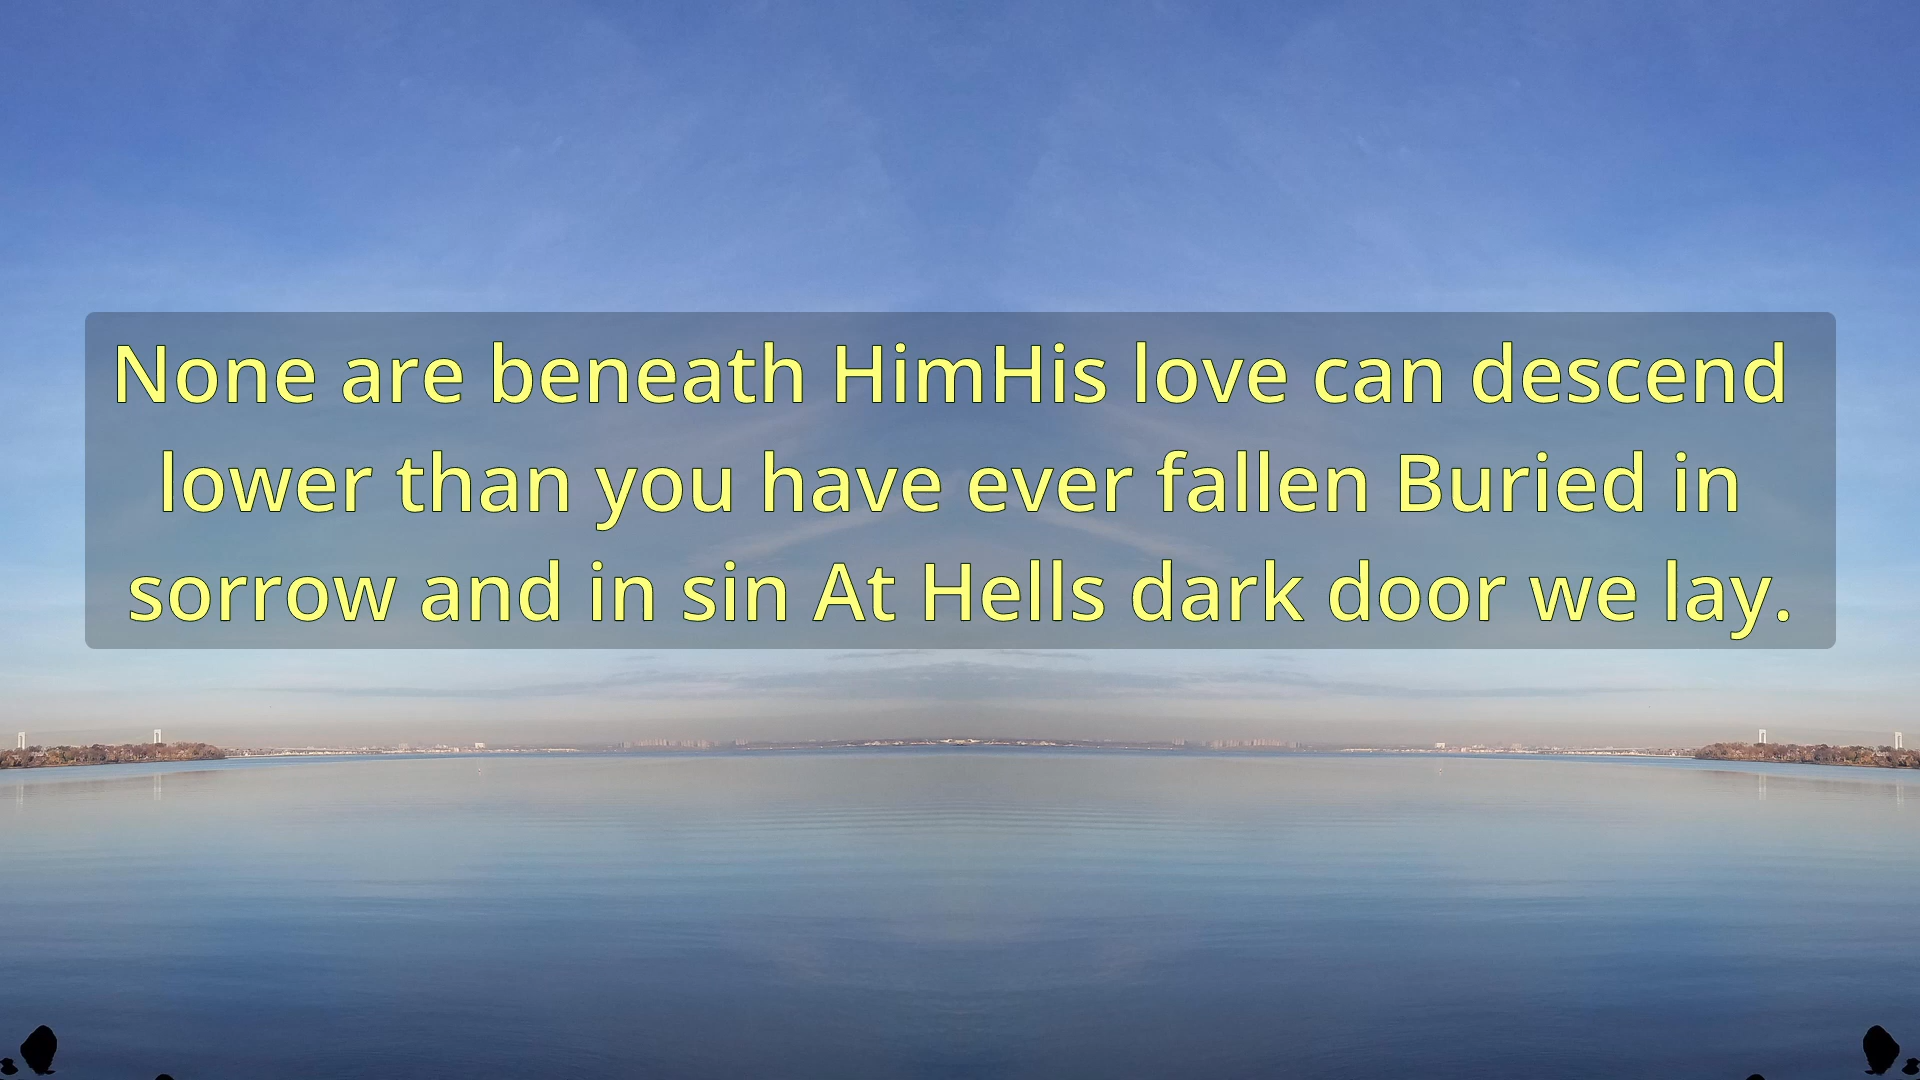 None are beneath HimHis love can descend
lower than you have ever fallen Buried in
sorrow and in sin At Hells dark door we lay.